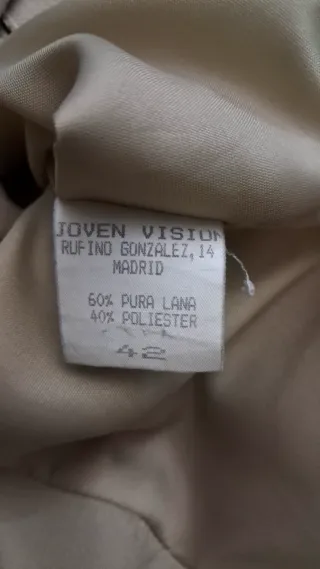 JOVEN VISION
RUFINO GONZALEZ, 14
MADRID
60% PURA LANA
40% POLIESTER
42